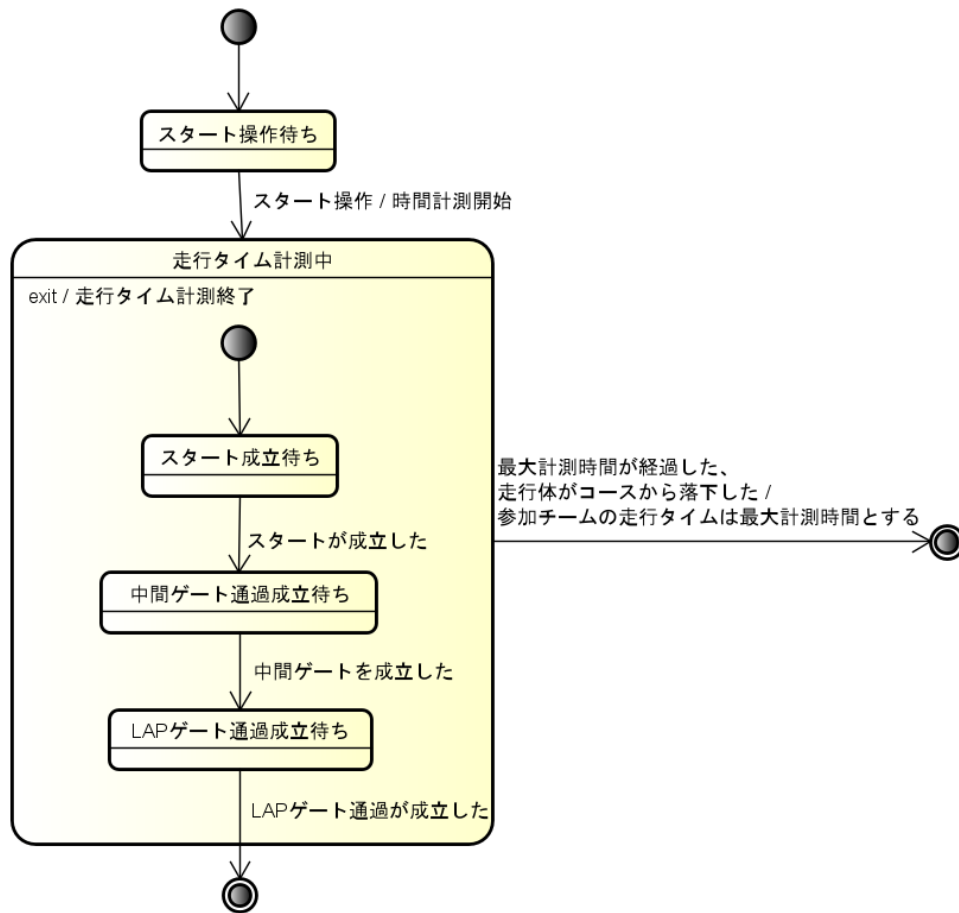 スタート操作待ち
スタート操作 / 時間計測開始
走行タイム計測中
exit / 走行タイム計測終了
スタート成立待ち
スタートが成立した
中間ゲート通過成立待ち
中間ゲートを成立した
LAPゲート通過成立待ち
LAPゲート通過が成立した
最大計測時間が経過した、
走行体がコースから落下した /
参加チームの走行タイムは最大計測時間とする